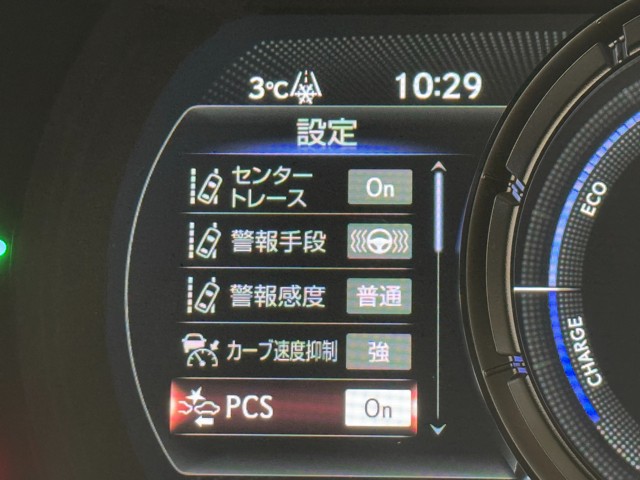 3℃ 10:29
設定
センター
トレース On
警報手段
警報感度 普通
カーブ速度抑制 強
PCS On
ECO
CHARGE